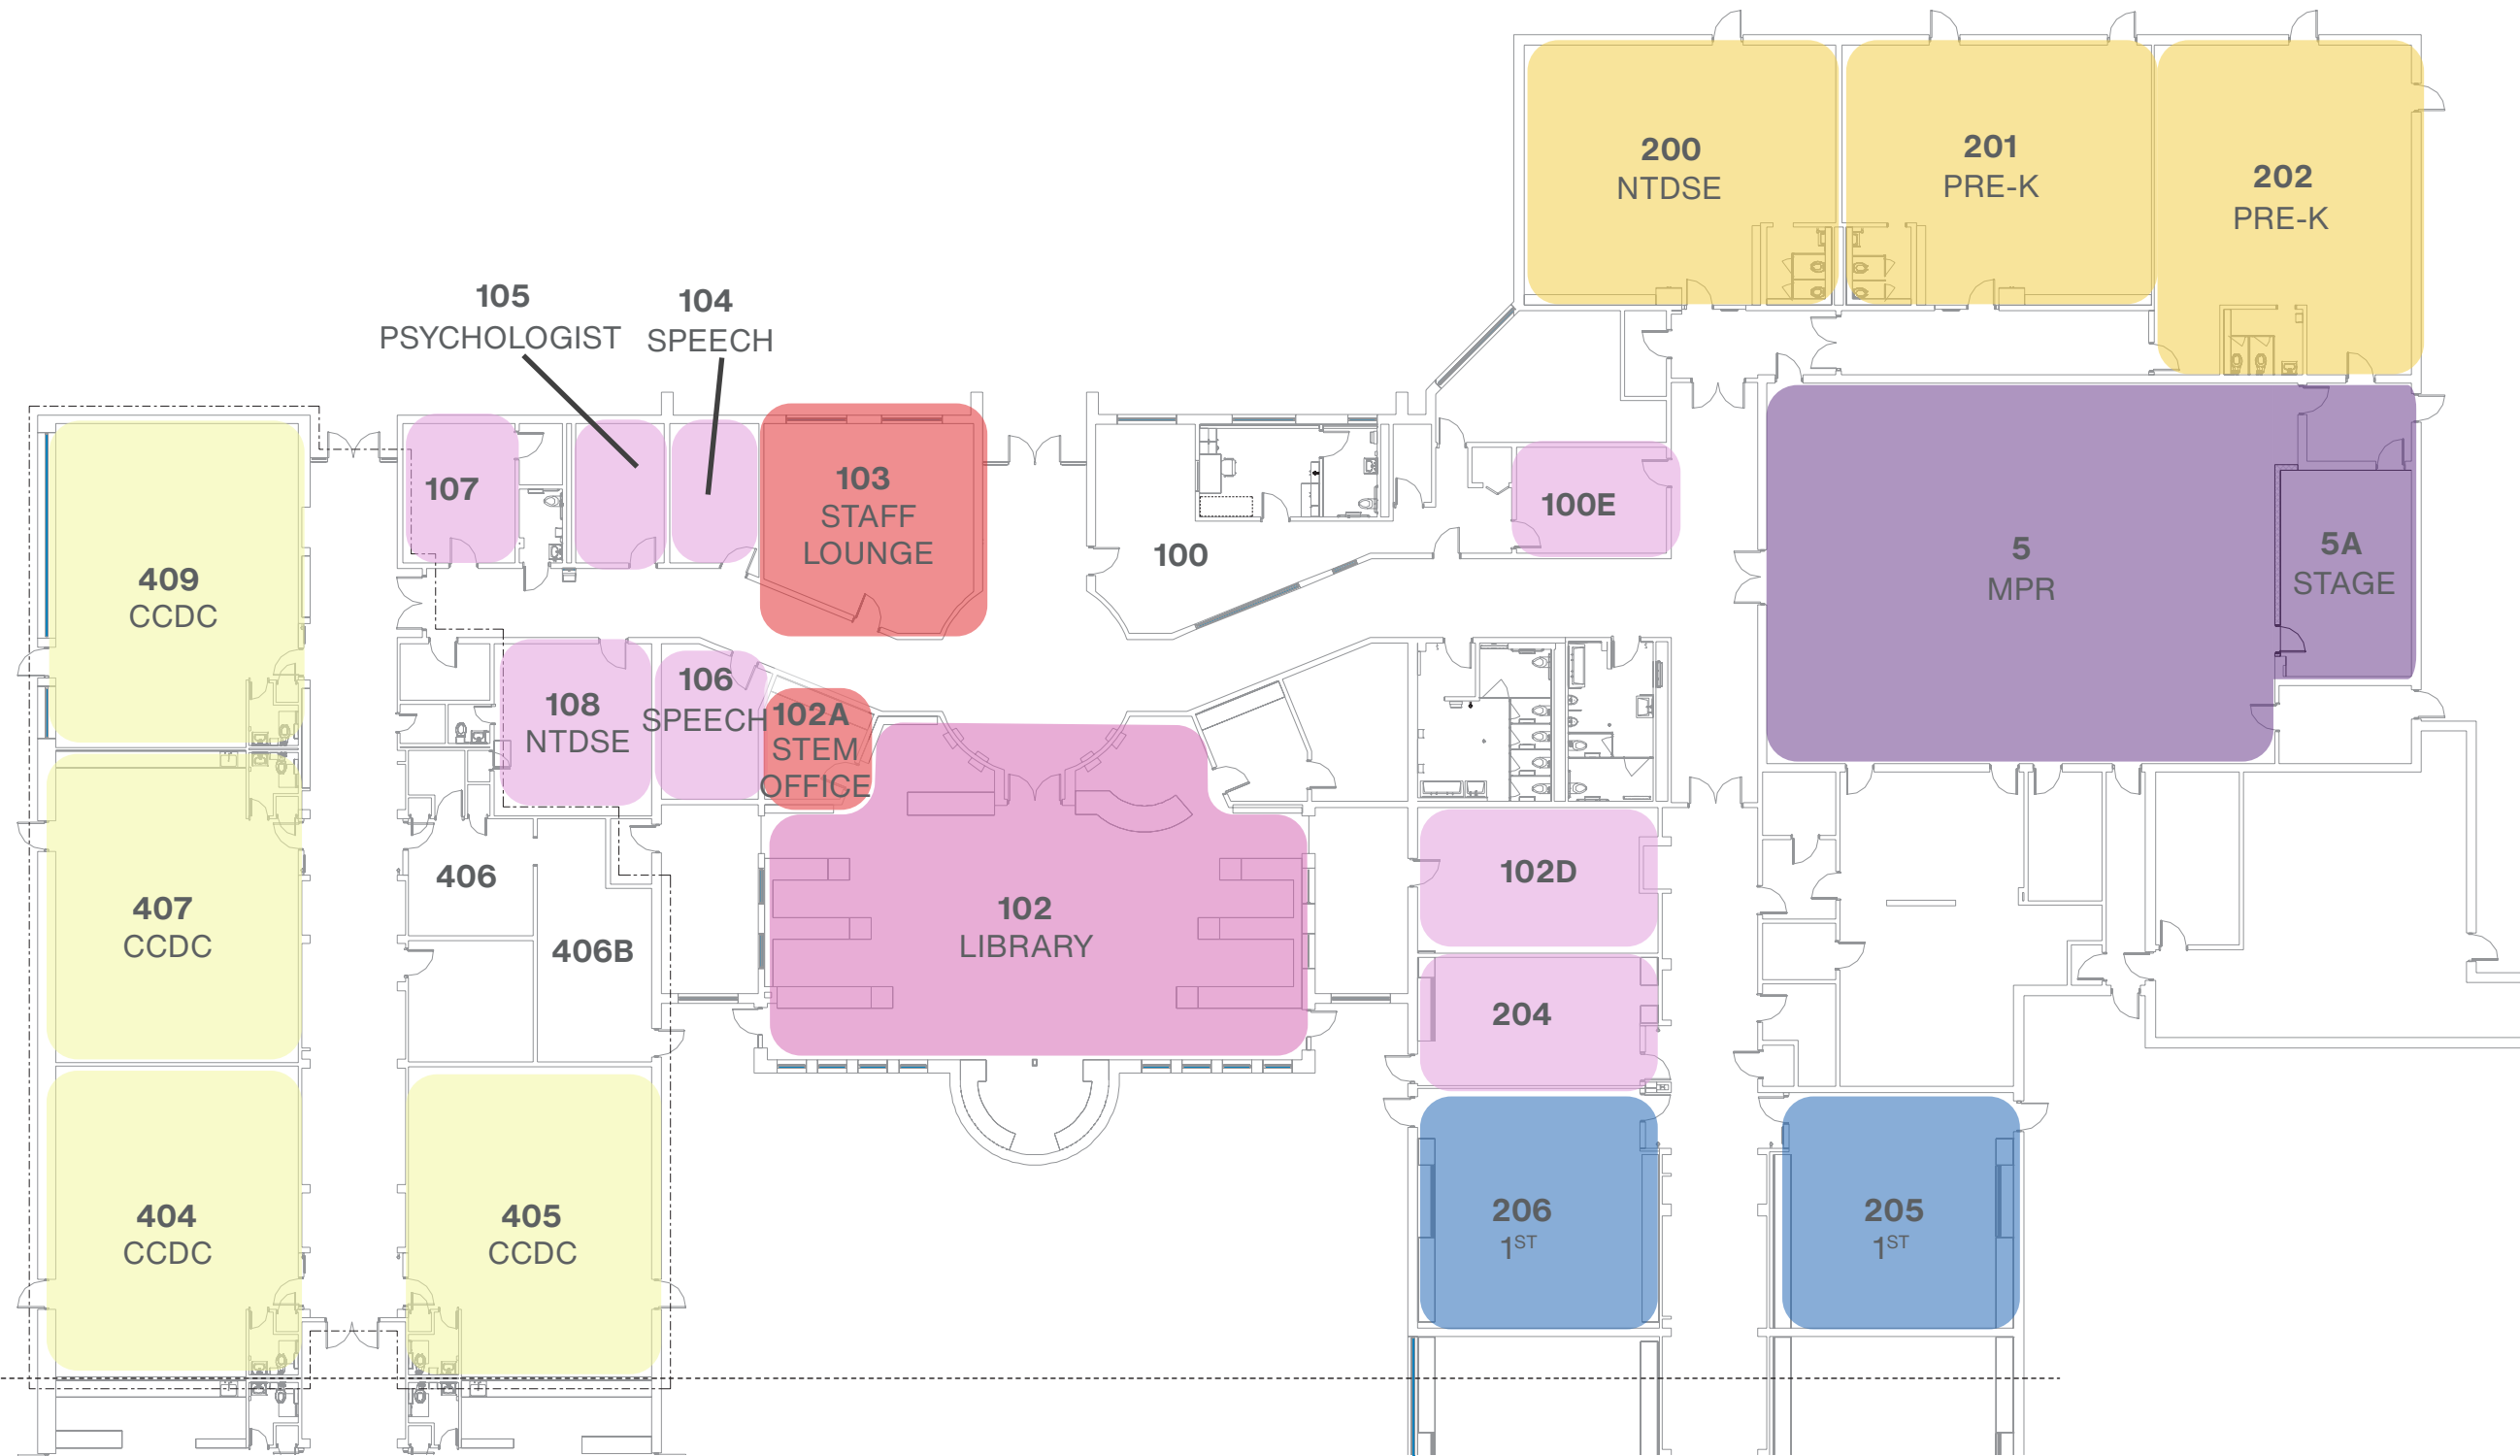 200
NTDSE
201
PRE-K
202
PRE-K
105
PSYCHOLOGIST
104
SPEECH
107
103
STAFF
LOUNGE
100
100E
5
MPR
5A
STAGE
409
CCDC
108
NTDSE
106
SPEECH
102A
STEM
OFFICE
407
CCDC
406
406B
102
LIBRARY
102D
204
404
CCDC
405
CCDC
206
1ST
205
1ST